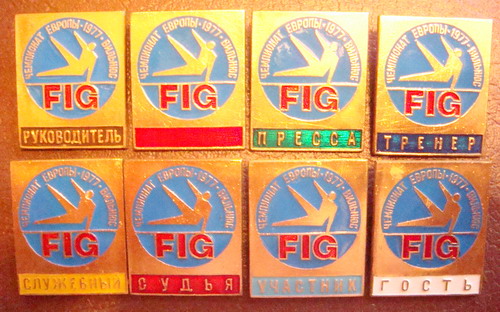 ЧЕМПИОНАТ ЕВРОПЫ·1977·ВИЛЬНЮС
FIG
РУКОВОДИТЕЛЬ
ЧЕМПИОНАТ ЕВРОПЫ·1977·ВИЛЬНЮС
FIG
ЧЕМПИОНАТ ЕВРОПЫ·1977·ВИЛЬНЮС
FIG
ПРЕССА
ЧЕМПИОНАТ ЕВРОПЫ·1977·ВИЛЬНЮС
FIG
ТРЕНЕР
ЧЕМПИОНАТ ЕВРОПЫ·1977·ВИЛЬНЮС
FIG
СЛУЖЕБНЫЙ
ЧЕМПИОНАТ ЕВРОПЫ·1977·ВИЛЬНЮС
FIG
СУДЬЯ
ЧЕМПИОНАТ ЕВРОПЫ·1977·ВИЛЬНЮС
FIG
УЧАСТНИК
ЧЕМПИОНАТ ЕВРОПЫ·1977·ВИЛЬНЮС
FIG
ГОСТЬ